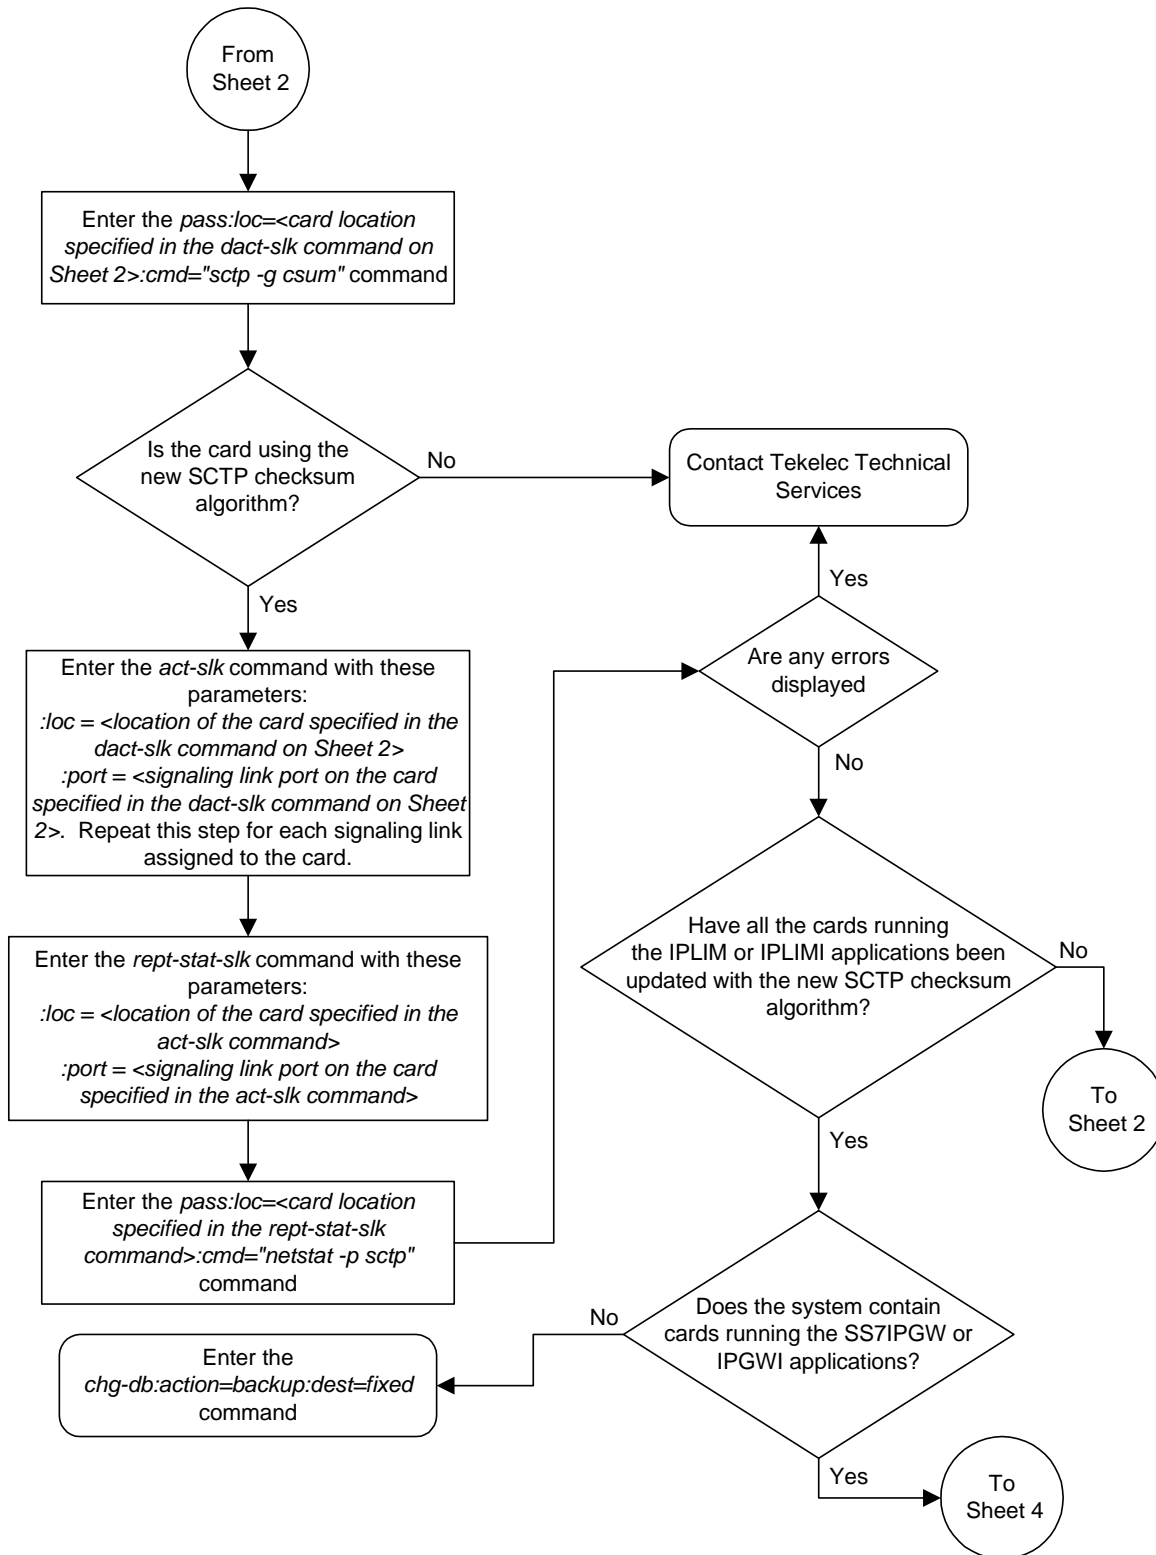 From
Sheet 2
Enter the pass:loc=<card location
specified in the dact-slk command on
Sheet 2>:cmd="sctp -g csum" command
Is the card using the
new SCTP checksum
algorithm?
No
Yes
Contact Tekelec Technical
Services
Yes
Are any errors
displayed
No
Enter the act-slk command with these
parameters:
:loc = <location of the card specified in the
dact-slk command on Sheet 2>
:port = <signaling link port on the card
specified in the dact-slk command on Sheet
2>.  Repeat this step for each signaling link
assigned to the card.
Enter the rept-stat-slk command with these
parameters:
:loc = <location of the card specified in the
act-slk command>
:port = <signaling link port on the card
specified in the act-slk command>
Enter the pass:loc=<card location
specified in the rept-stat-slk
command>:cmd="netstat -p sctp"
command
Have all the cards running
the IPLIM or IPLIMI applications been
updated with the new SCTP checksum
algorithm?
No
To
Sheet 2
Yes
Does the system contain
cards running the SS7IPGW or
IPGWI applications?
No
Enter the
chg-db:action=backup:dest=fixed
command
Yes
To
Sheet 4